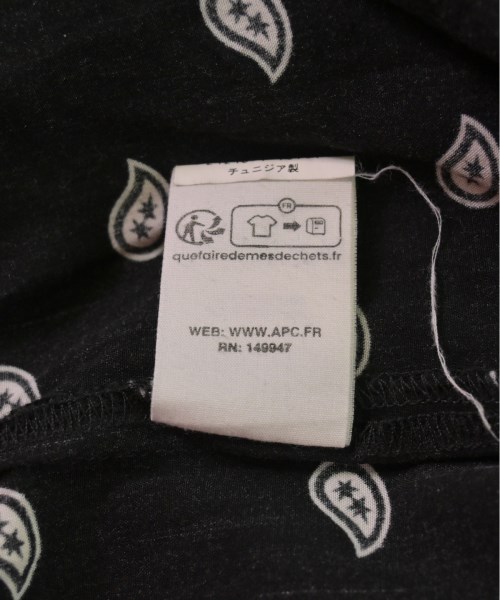 チュニジア製
FR
quefairedemesdechets.fr
WEB: WWW.APC.FR
RN: 149947